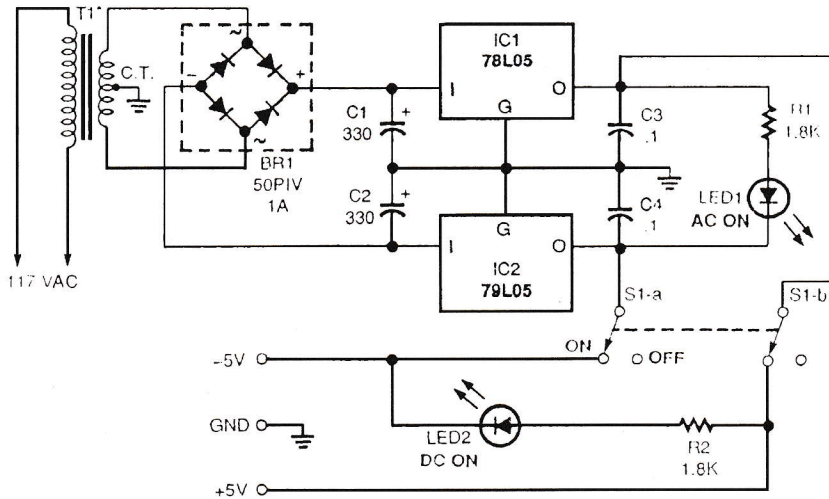 T1*
C.T.
~
−
+
~
BR1
50PIV
1A
117 VAC
C1
330
+
C2
330
+
IC1
78L05
I
O
G
G
I
O
IC2
79L05
C3
.1
C4
.1
R1
1.8K
LED1
AC ON
S1-a
S1-b
ON
OFF
−5V
GND
+5V
LED2
DC ON
R2
1.8K